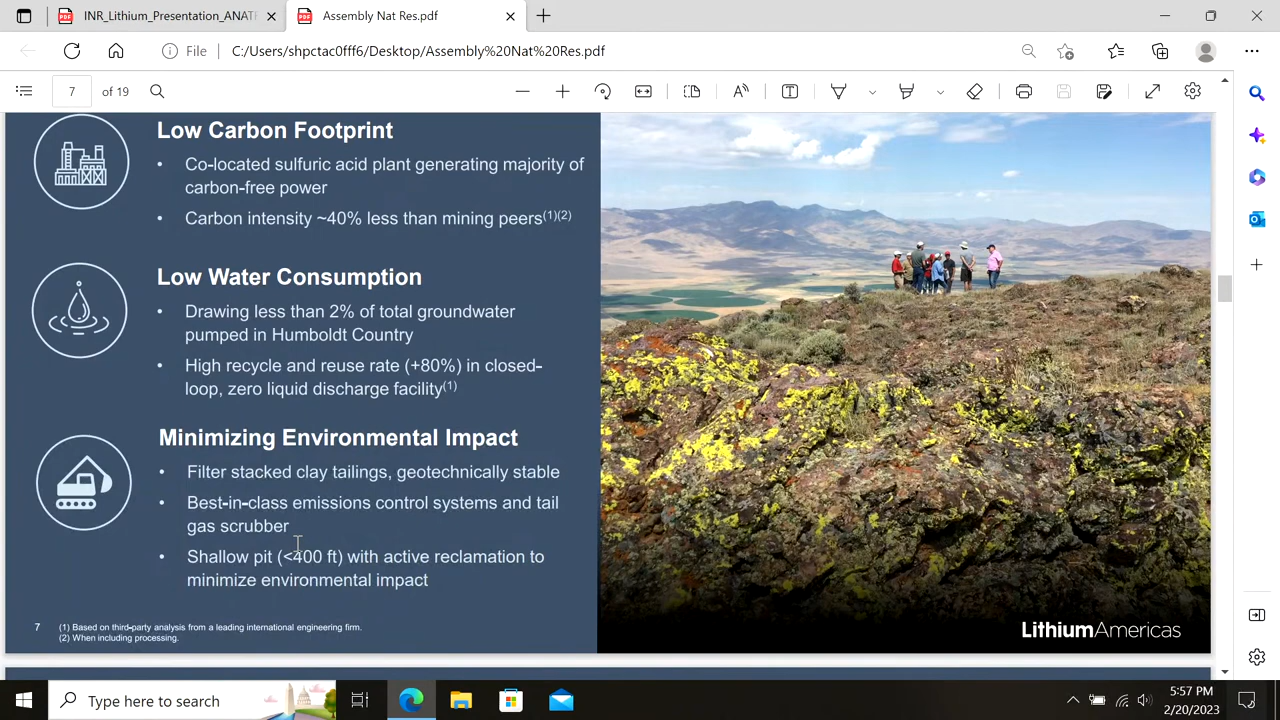 INR_Lithium_Presentation_ANATF
Assembly Nat Res.pdf
File
C:/Users/shpctac0fff6/Desktop/Assembly%20Nat%20Res.pdf
7 of 19
Low Carbon Footprint
• Co-located sulfuric acid plant generating majority of
carbon-free power
• Carbon intensity ~40% less than mining peers(1)(2)
Low Water Consumption
• Drawing less than 2% of total groundwater
pumped in Humboldt Country
• High recycle and reuse rate (+80%) in closed-
loop, zero liquid discharge facility(1)
Minimizing Environmental Impact
• Filter stacked clay tailings, geotechnically stable
• Best-in-class emissions control systems and tail
gas scrubber
• Shallow pit (<400 ft) with active reclamation to
minimize environmental impact
7
(1) Based on third-party analysis from a leading international engineering firm.
(2) When including processing.
LithiumAmericas
Type here to search
5:57 PM
2/20/2023